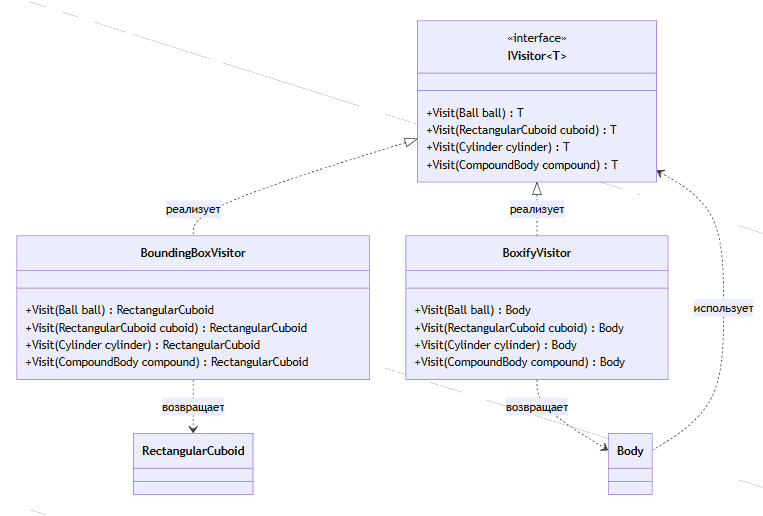 «interface»
IVisitor<T>
+Visit(Ball ball) : T
+Visit(RectangularCuboid cuboid) : T
+Visit(Cylinder cylinder) : T
+Visit(CompoundBody compound) : T
реализует
реализует
BoundingBoxVisitor
+Visit(Ball ball) : RectangularCuboid
+Visit(RectangularCuboid cuboid) : RectangularCuboid
+Visit(Cylinder cylinder) : RectangularCuboid
+Visit(CompoundBody compound) : RectangularCuboid
BoxifyVisitor
+Visit(Ball ball) : Body
+Visit(RectangularCuboid cuboid) : Body
+Visit(Cylinder cylinder) : Body
+Visit(CompoundBody compound) : Body
использует
возвращает
возвращает
RectangularCuboid
Body